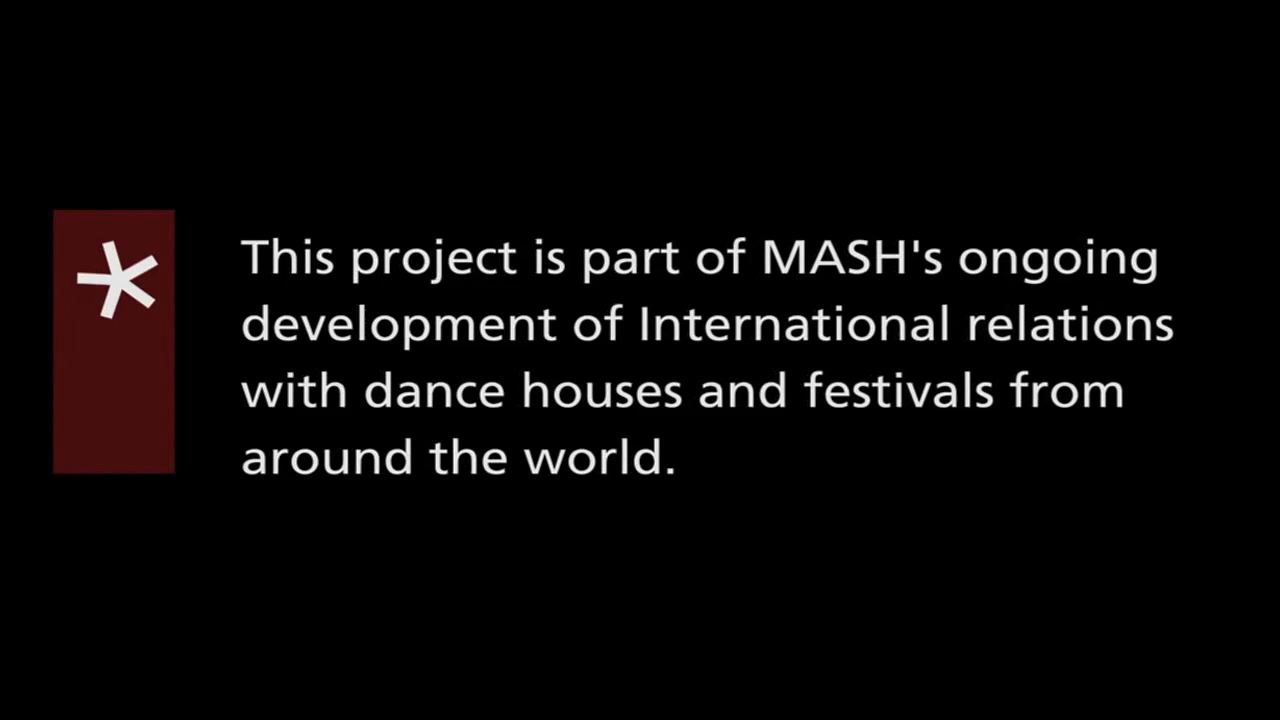 *
This project is part of MASH's ongoing
development of International relations
with dance houses and festivals from
around the world.